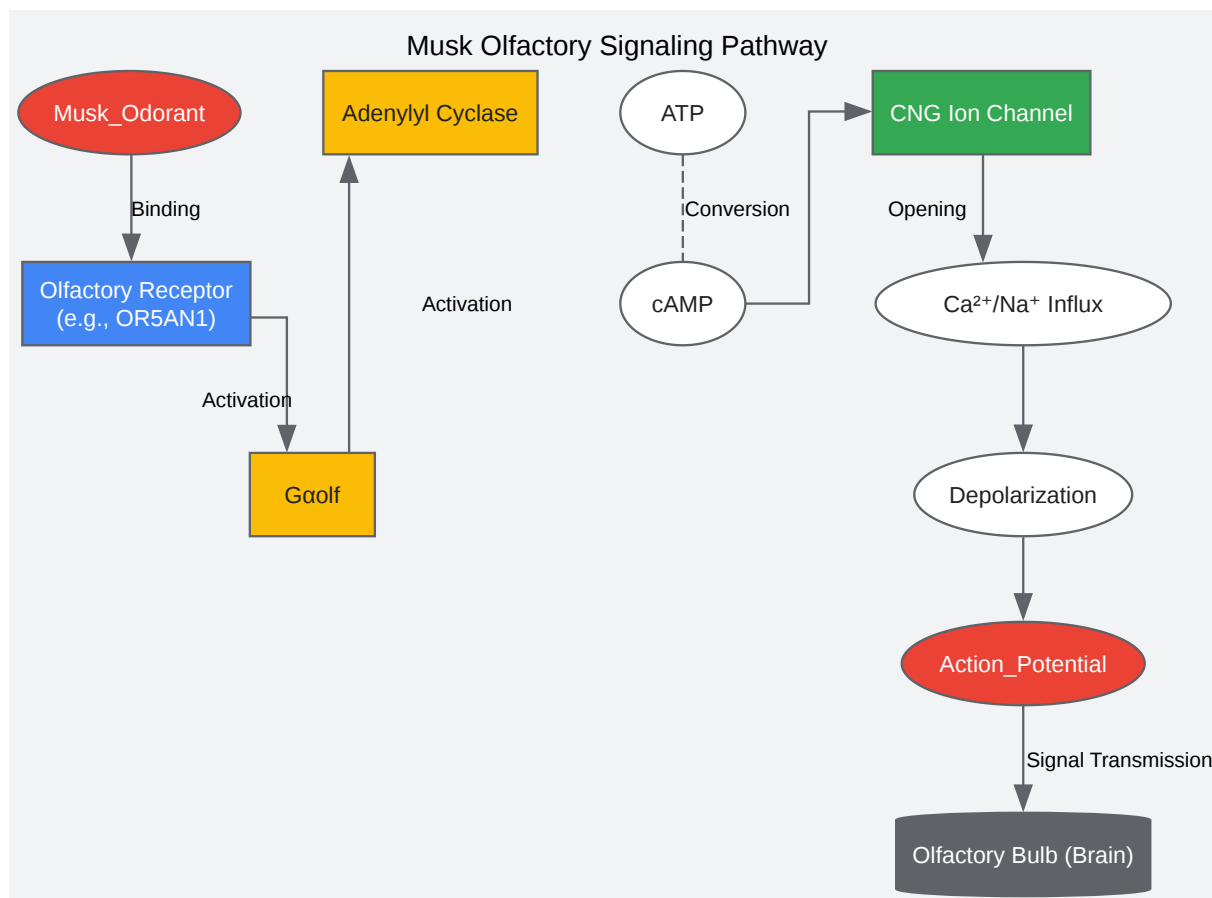 Musk Olfactory Signaling Pathway
Musk_Odorant
Adenylyl Cyclase
ATP
CNG Ion Channel
Binding
Conversion
Opening
Olfactory Receptor
(e.g., OR5AN1)
Activation
cAMP
Ca²⁺/Na⁺ Influx
Activation
Gαolf
Depolarization
Action_Potential
Signal Transmission
Olfactory Bulb (Brain)